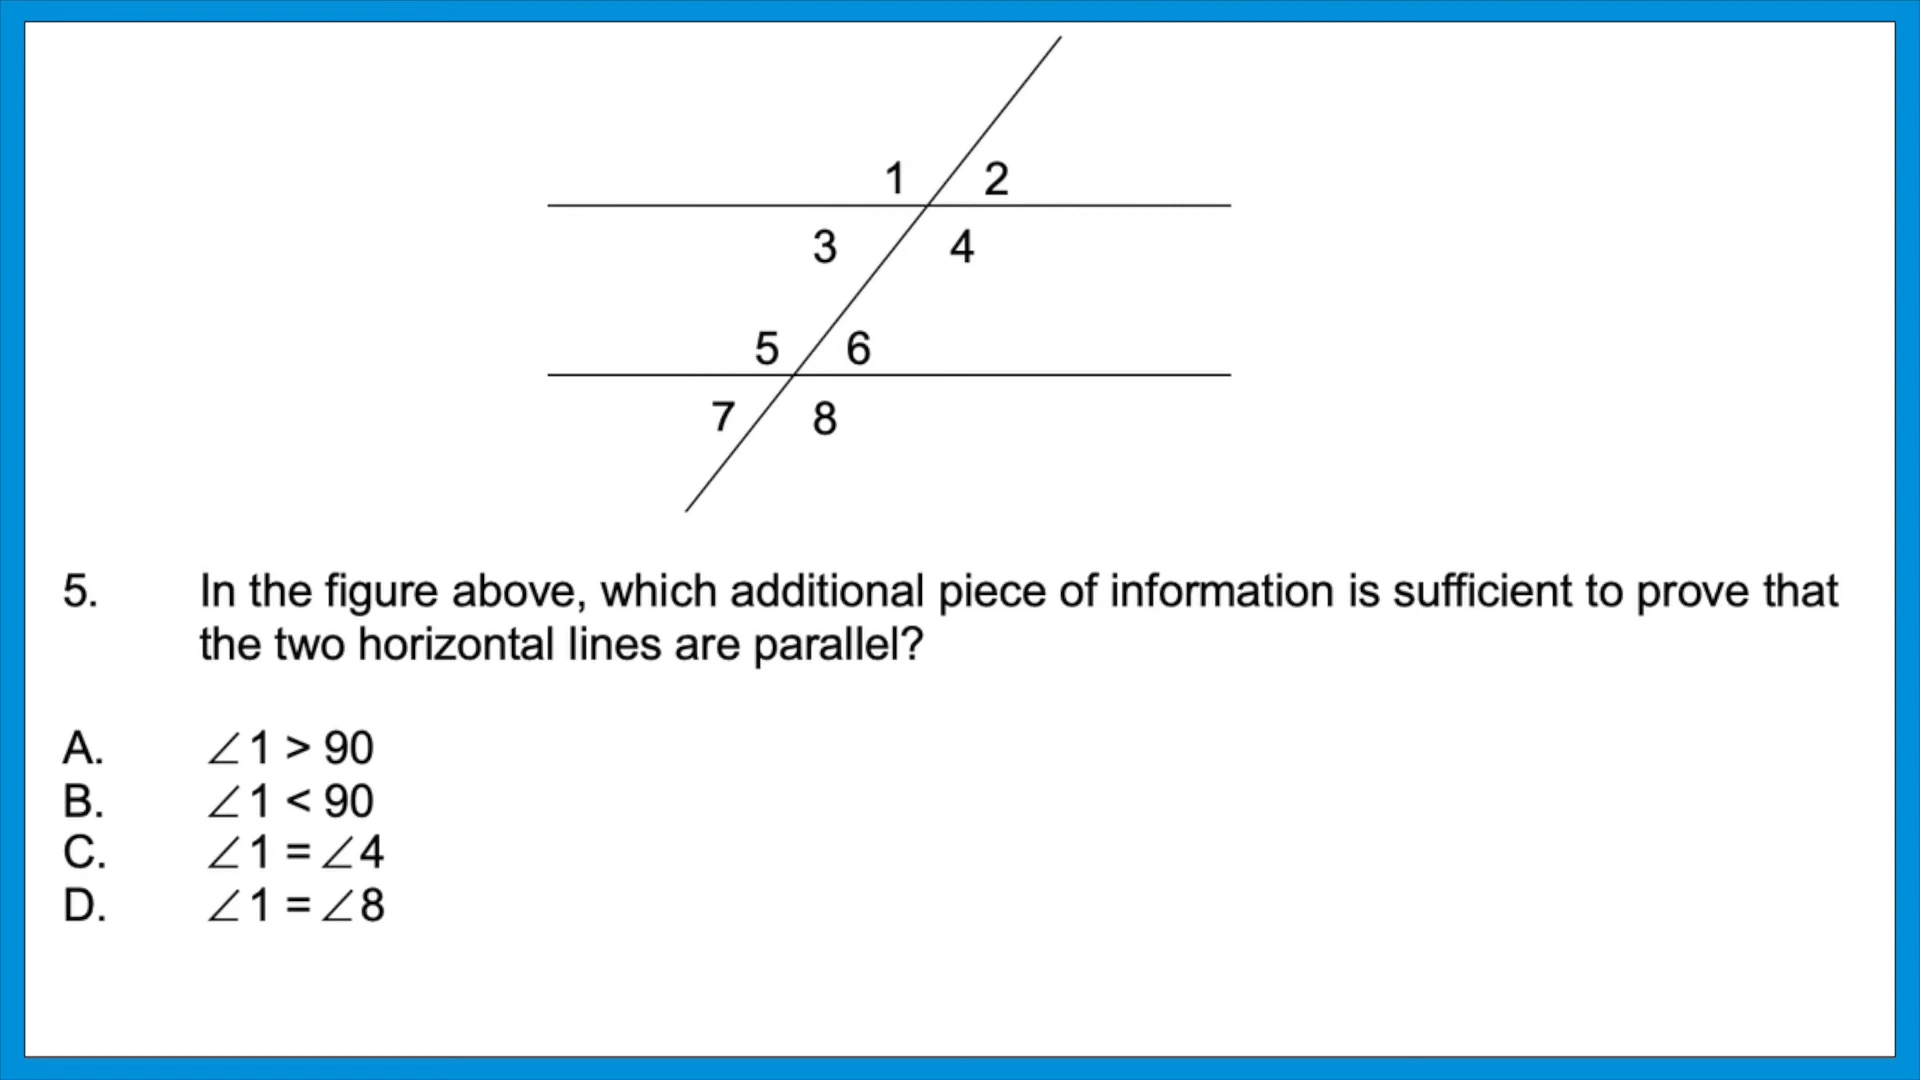 1 2
3 4
5 6
7 8
5. In the figure above, which additional piece of information is sufficient to prove that
the two horizontal lines are parallel?
A. ∠1 > 90
B. ∠1 < 90
C. ∠1 = ∠4
D. ∠1 = ∠8